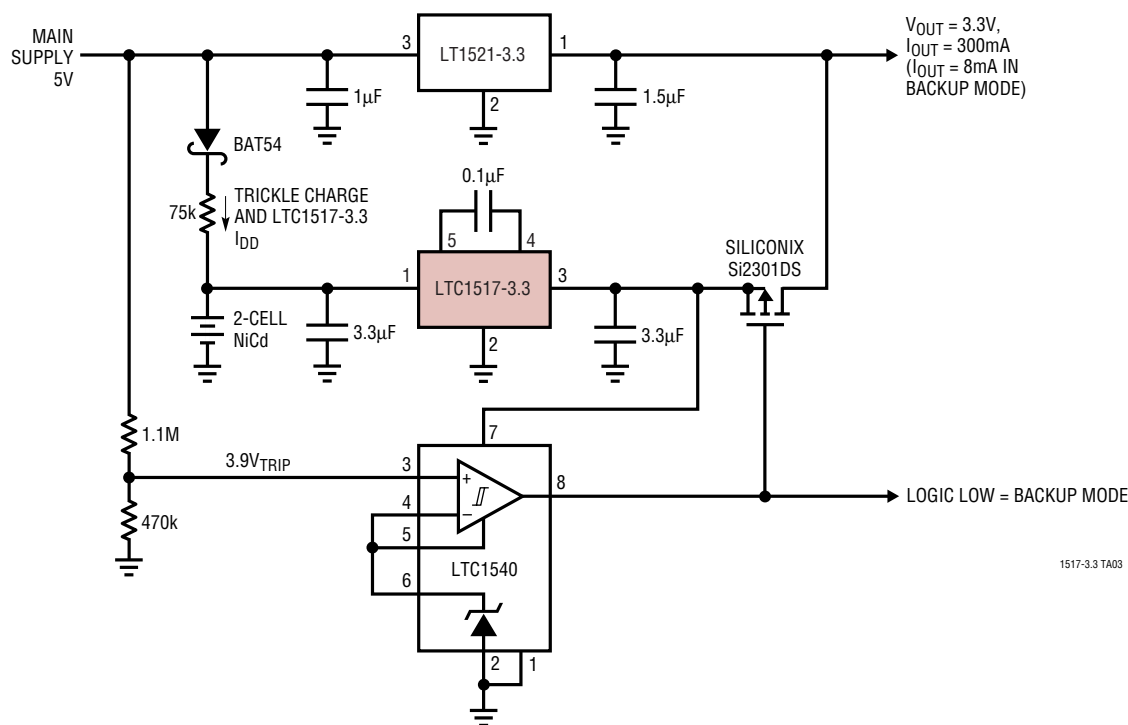 MAIN
SUPPLY
5V
3
LT1521-3.3
1
2
VOUT = 3.3V,
IOUT = 300mA
(IOUT = 8mA IN
BACKUP MODE)
1µF
1.5µF
BAT54
75k
TRICKLE CHARGE
AND LTC1517-3.3
IDD
0.1µF
5
4
1
LTC1517-3.3
3
2
SILICONIX
Si2301DS
2-CELL
NiCd
3.3µF
3.3µF
7
1.1M
3.9VTRIP
3
+
4
–
8
5
470k
6
LTC1540
2
1
LOGIC LOW = BACKUP MODE
1517-3.3 TA03